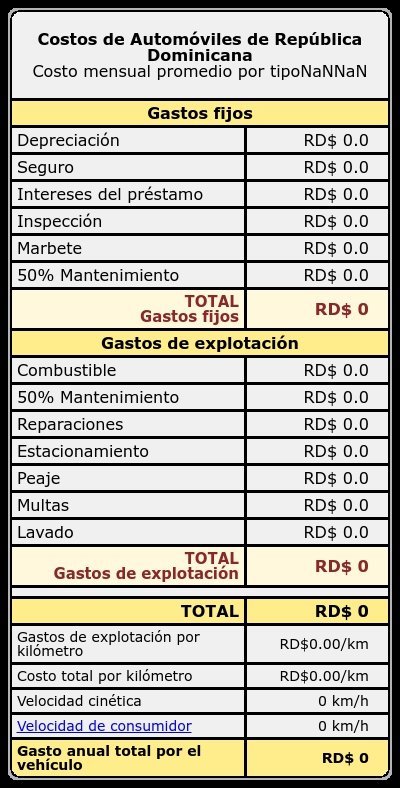 Costos de Automóviles de República
Dominicana
Costo mensual promedio por tipoNaNNaN
Gastos fijos
Depreciación RD$ 0.0
Seguro RD$ 0.0
Intereses del préstamo RD$ 0.0
Inspección RD$ 0.0
Marbete RD$ 0.0
50% Mantenimiento RD$ 0.0
TOTAL
Gastos fijos RD$ 0
Gastos de explotación
Combustible RD$ 0.0
50% Mantenimiento RD$ 0.0
Reparaciones RD$ 0.0
Estacionamiento RD$ 0.0
Peaje RD$ 0.0
Multas RD$ 0.0
Lavado RD$ 0.0
TOTAL
Gastos de explotación RD$ 0
TOTAL RD$ 0
Gastos de explotación por
kilómetro RD$0.00/km
Costo total por kilómetro RD$0.00/km
Velocidad cinética 0 km/h
Velocidad de consumidor 0 km/h
Gasto anual total por el
vehículo RD$ 0